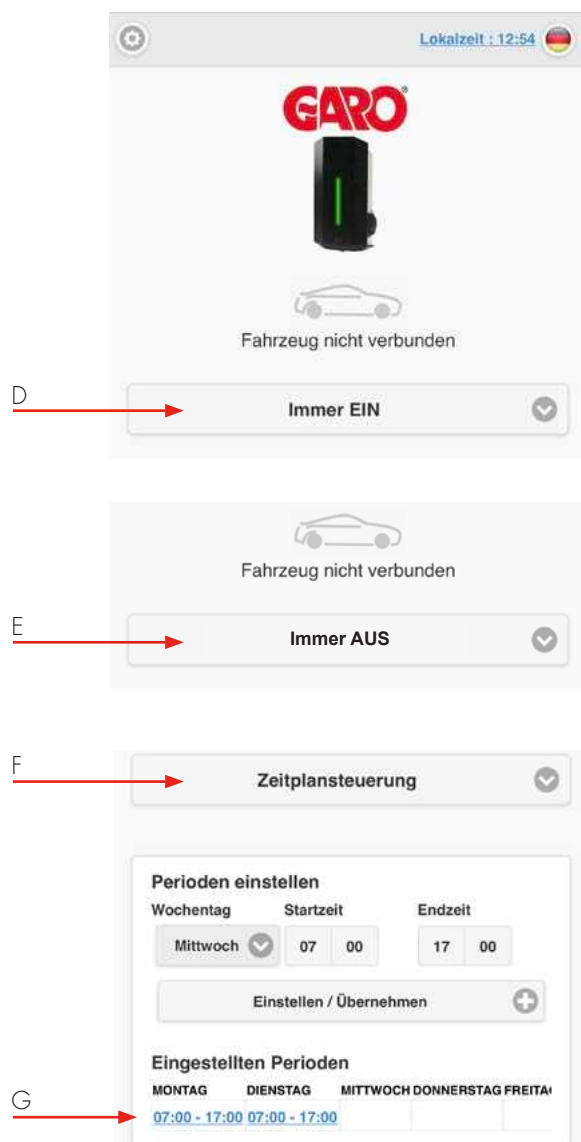 Lokalzeit : 12:54
GARO®
Fahrzeug nicht verbunden
D
Immer EIN
Fahrzeug nicht verbunden
E
Immer AUS
F
Zeitplansteuerung
Perioden einstellen
Wochentag Startzeit Endzeit
Mittwoch 07 00 17 00
Einstellen / Übernehmen
Eingestellten Perioden
MONTAG DIENSTAG MITTWOCH DONNERSTAG FREITA
G
07:00 - 17:00 07:00 - 17:00